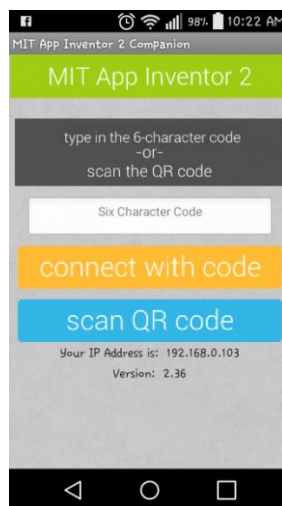 98% 10:22 AM
MIT App Inventor 2 Companion
MIT App Inventor 2
type in the 6-character code
-or-
scan the QR code
Six Character Code
connect with code
scan QR code
Your IP Address is: 192.168.0.103
Version: 2.36